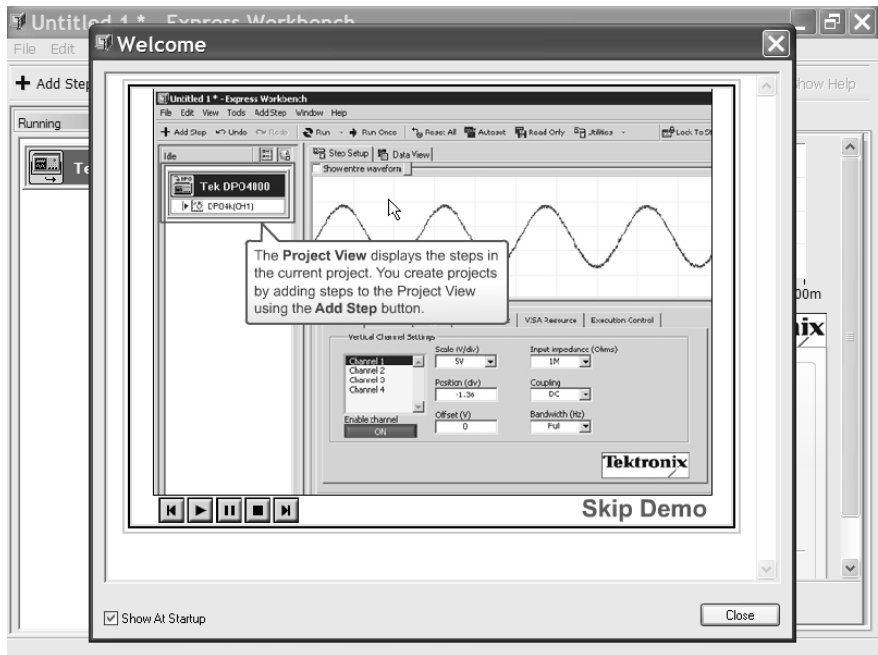 Untitled 1 * - Express Workbench
File Edit
Add Step
Show Help
Running
Welcome
Untitled 1 * - Express Workbench
File Edit View Tools Add Step Window Help
Add Step Undo Redo Run Run Once Reset All Autoset Read Only Utilities Lock To
Idle
Step Setup Data View
Show entire waveform
Tek DPO4000
DPO4k(CH1)
The Project View displays the steps in
the current project. You create projects
by adding steps to the Project View
using the Add Step button.
VISA Resource Execution Control
Vertical Channel Settings
Channel 1
Channel 2
Channel 3
Channel 4
Enable channel
ON
Scale (V/div)
5V
Position (div)
-1.36
Offset (V)
0
Input impedance (Ohms)
1M
Coupling
DC
Bandwidth (Hz)
Full
Tektronix
Skip Demo
00m
ix
Show At Startup
Close